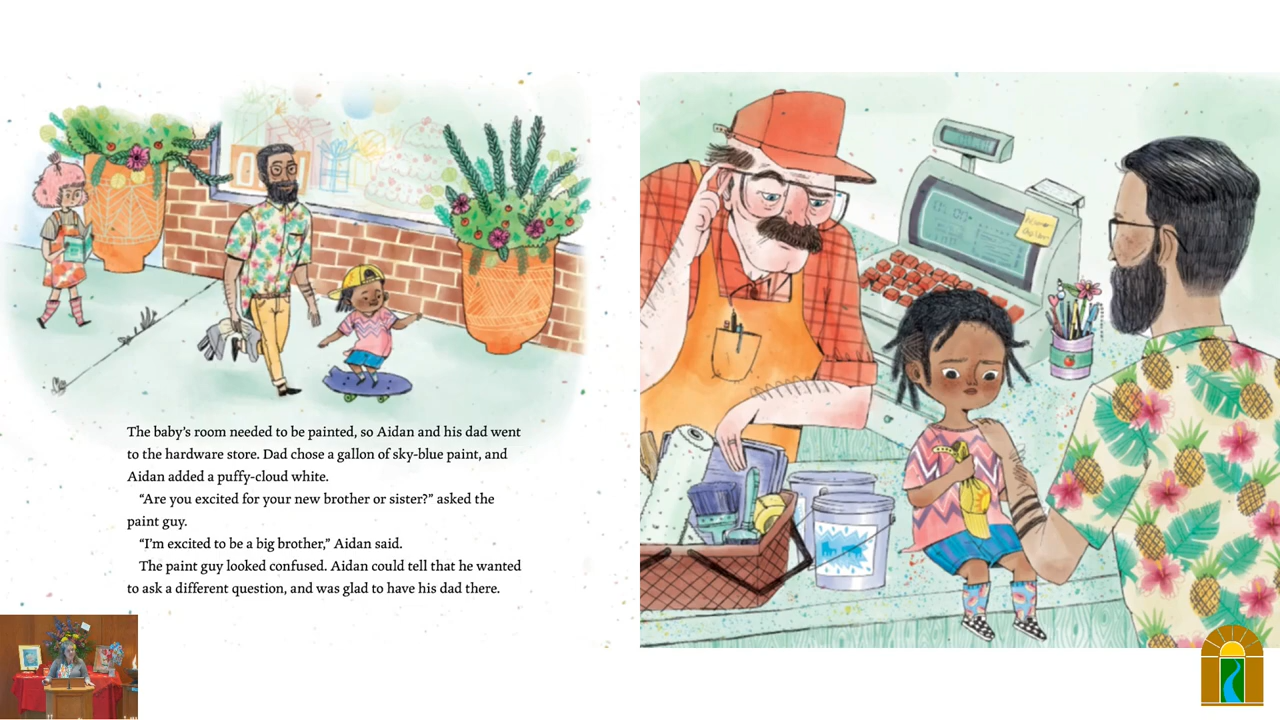 The baby’s room needed to be painted, so Aidan and his dad went
to the hardware store. Dad chose a gallon of sky-blue paint, and
Aidan added a puffy-cloud white.
“Are you excited for your new brother or sister?” asked the
paint guy.
“I’m excited to be a big brother,” Aidan said.
The paint guy looked confused. Aidan could tell that he wanted
to ask a different question, and was glad to have his dad there.